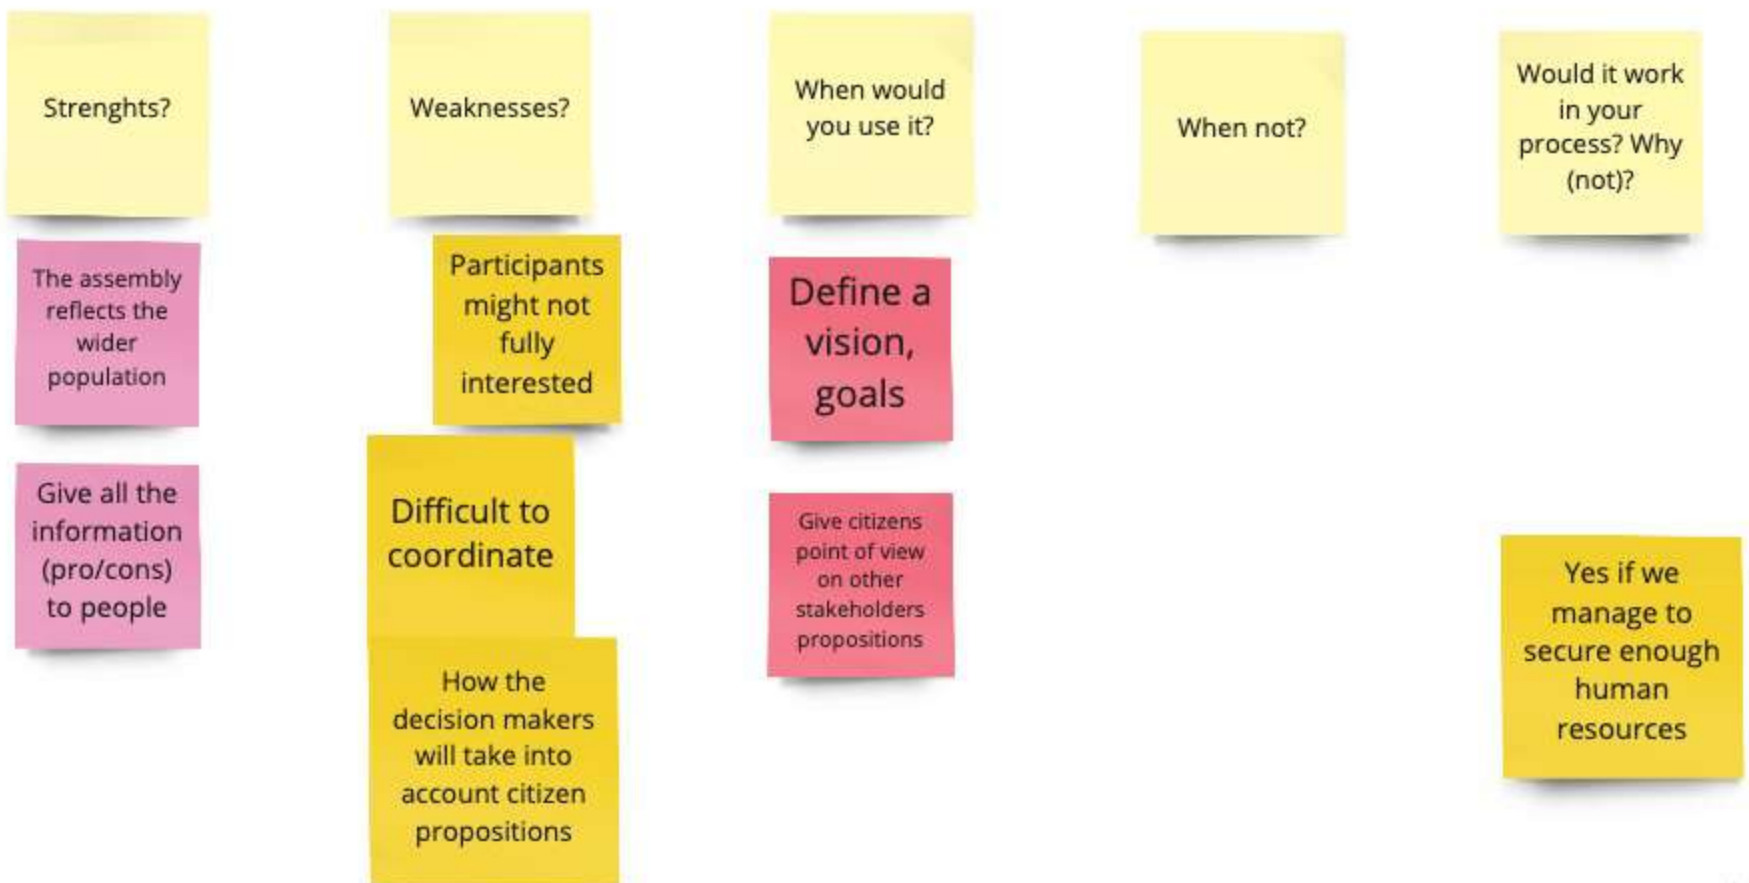 Strenghts?
Weaknesses?
When would
you use it?
When not?
Would it work
in your
process? Why
(not)?
The assembly
reflects the
wider
population
Give all the
information
(pro/cons)
to people
Participants
might not
fully
interested
Difficult to
coordinate
How the
decision makers
will take into
account citizen
propositions
Define a
vision,
goals
Give citizens
point of view
on other
stakeholders
propositions
Yes if we
manage to
secure enough
human
resources